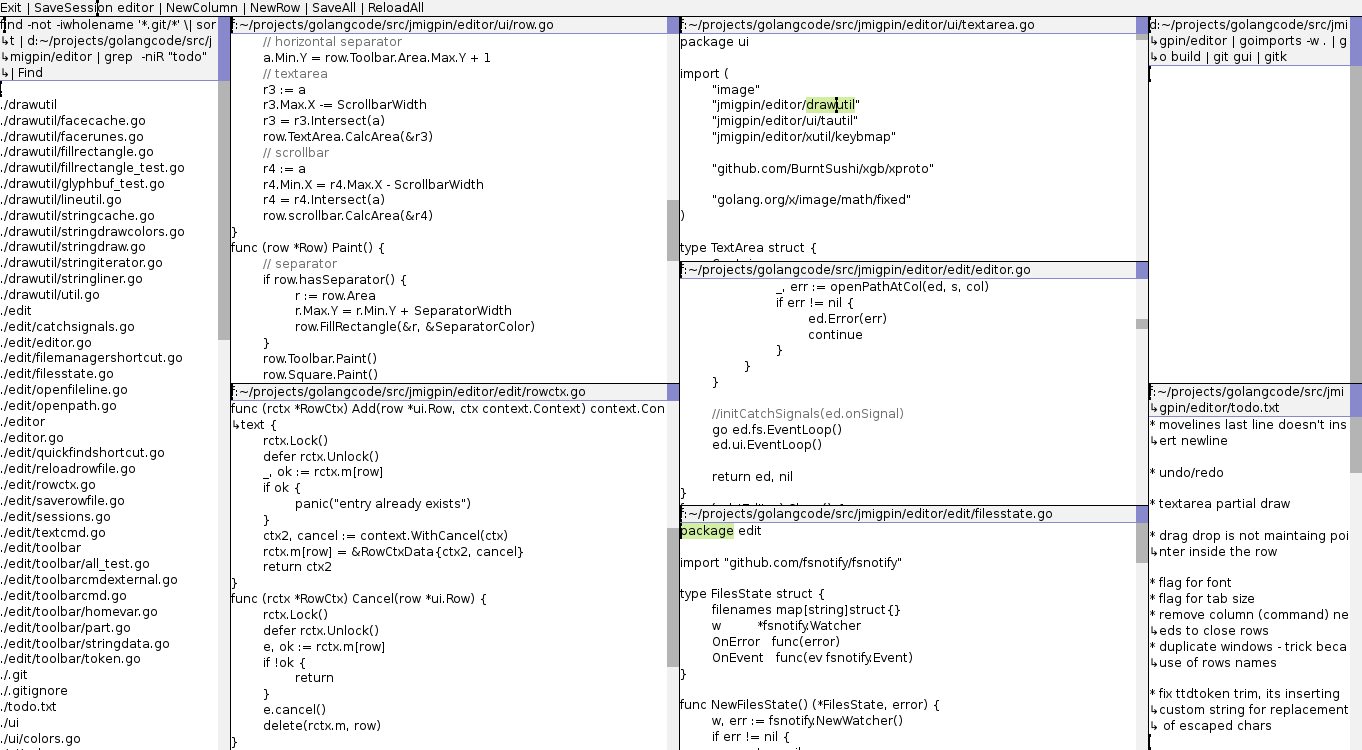 Exit | SaveSession editor | NewColumn | NewRow | SaveAll | ReloadAll
find -not -iwholename '*.git/*' \| sor
↳t | d:~/projects/golangcode/src/j
↳migpin/editor | grep  -niR "todo"
↳| Find
./drawutil
./drawutil/facecache.go
./drawutil/facerunes.go
./drawutil/fillrectangle.go
./drawutil/fillrectangle_test.go
./drawutil/glyphbuf_test.go
./drawutil/lineutil.go
./drawutil/stringcache.go
./drawutil/stringdrawcolors.go
./drawutil/stringdraw.go
./drawutil/stringiterator.go
./drawutil/stringliner.go
./drawutil/util.go
./edit
./edit/catchsignals.go
./edit/editor.go
./edit/filemanagershortcut.go
./edit/filesstate.go
./edit/openfileline.go
./edit/openpath.go
./editor
./editor.go
./edit/quickfindshortcut.go
./edit/reloadrowfile.go
./edit/rowctx.go
./edit/saverowfile.go
./edit/sessions.go
./edit/textcmd.go
./edit/toolbar
./edit/toolbar/all_test.go
./edit/toolbarcmdexternal.go
./edit/toolbarcmd.go
./edit/toolbar/homevar.go
./edit/toolbar/part.go
./edit/toolbar/stringdata.go
./edit/toolbar/token.go
./.git
./.gitignore
./todo.txt
./ui
./ui/colors.go
f:~/projects/golangcode/src/jmigpin/editor/ui/row.go
// horizontal separator
a.Min.Y = row.Toolbar.Area.Max.Y + 1
// textarea
r3 := a
r3.Max.X -= ScrollbarWidth
r3 = r3.Intersect(a)
row.TextArea.CalcArea(&r3)
// scrollbar
r4 := a
r4.Min.X = r4.Max.X - ScrollbarWidth
r4 = r4.Intersect(a)
row.scrollbar.CalcArea(&r4)
}
func (row *Row) Paint() {
// separator
if row.hasSeparator() {
r := row.Area
r.Max.Y = r.Min.Y + SeparatorWidth
row.FillRectangle(&r, &SeparatorColor)
}
row.Toolbar.Paint()
row.Square.Paint()
f:~/projects/golangcode/src/jmigpin/editor/edit/rowctx.go
func (rctx *RowCtx) Add(row *ui.Row, ctx context.Context) context.Con
↳text {
rctx.Lock()
defer rctx.Unlock()
_, ok := rctx.m[row]
if ok {
panic("entry already exists")
}
ctx2, cancel := context.WithCancel(ctx)
rctx.m[row] = &RowCtxData{ctx2, cancel}
return ctx2
}
func (rctx *RowCtx) Cancel(row *ui.Row) {
rctx.Lock()
defer rctx.Unlock()
e, ok := rctx.m[row]
if !ok {
return
}
e.cancel()
delete(rctx.m, row)
}
f:~/projects/golangcode/src/jmigpin/editor/ui/textarea.go
package ui
import (
"image"
"jmigpin/editor/drawutil"
"jmigpin/editor/ui/tautil"
"jmigpin/editor/xutil/keybmap"
"github.com/BurntSushi/xgb/xproto"
"golang.org/x/image/math/fixed"
)
type TextArea struct {
f:~/projects/golangcode/src/jmigpin/editor/edit/editor.go
_, err := openPathAtCol(ed, s, col)
if err != nil {
ed.Error(err)
continue
}
}
}
//initCatchSignals(ed.onSignal)
go ed.fs.EventLoop()
ed.ui.EventLoop()
return ed, nil
}
f:~/projects/golangcode/src/jmigpin/editor/edit/filesstate.go
package edit
import "github.com/fsnotify/fsnotify"
type FilesState struct {
filenames map[string]struct{}
w *fsnotify.Watcher
OnError func(error)
OnEvent func(ev fsnotify.Event)
}
func NewFilesState() (*FilesState, error) {
w, err := fsnotify.NewWatcher()
if err != nil {
d:~/projects/golangcode/src/jmi
↳gpin/editor | goimports -w . | g
↳o build | git gui | gitk
f:~/projects/golangcode/src/jmi
↳gpin/editor/todo.txt
* movelines last line doesn't ins
↳ert newline
* undo/redo
* textarea partial draw
* drag drop is not maintaing poi
↳nter inside the row
* flag for font
* flag for tab size
* remove column (command) ne
↳eds to close rows
* duplicate windows - trick beca
↳use of rows names
* fix ttdtoken trim, its inserting
↳custom string for replacement
↳ of escaped chars